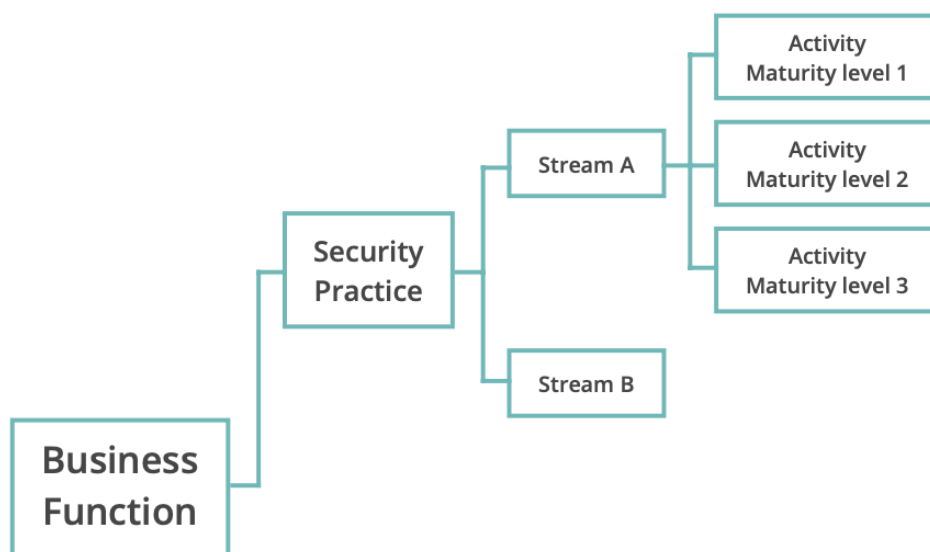 Activity
Maturity level 1
Activity
Maturity level 2
Stream A
Activity
Maturity level 3
Security
Practice
Stream B
Business
Function